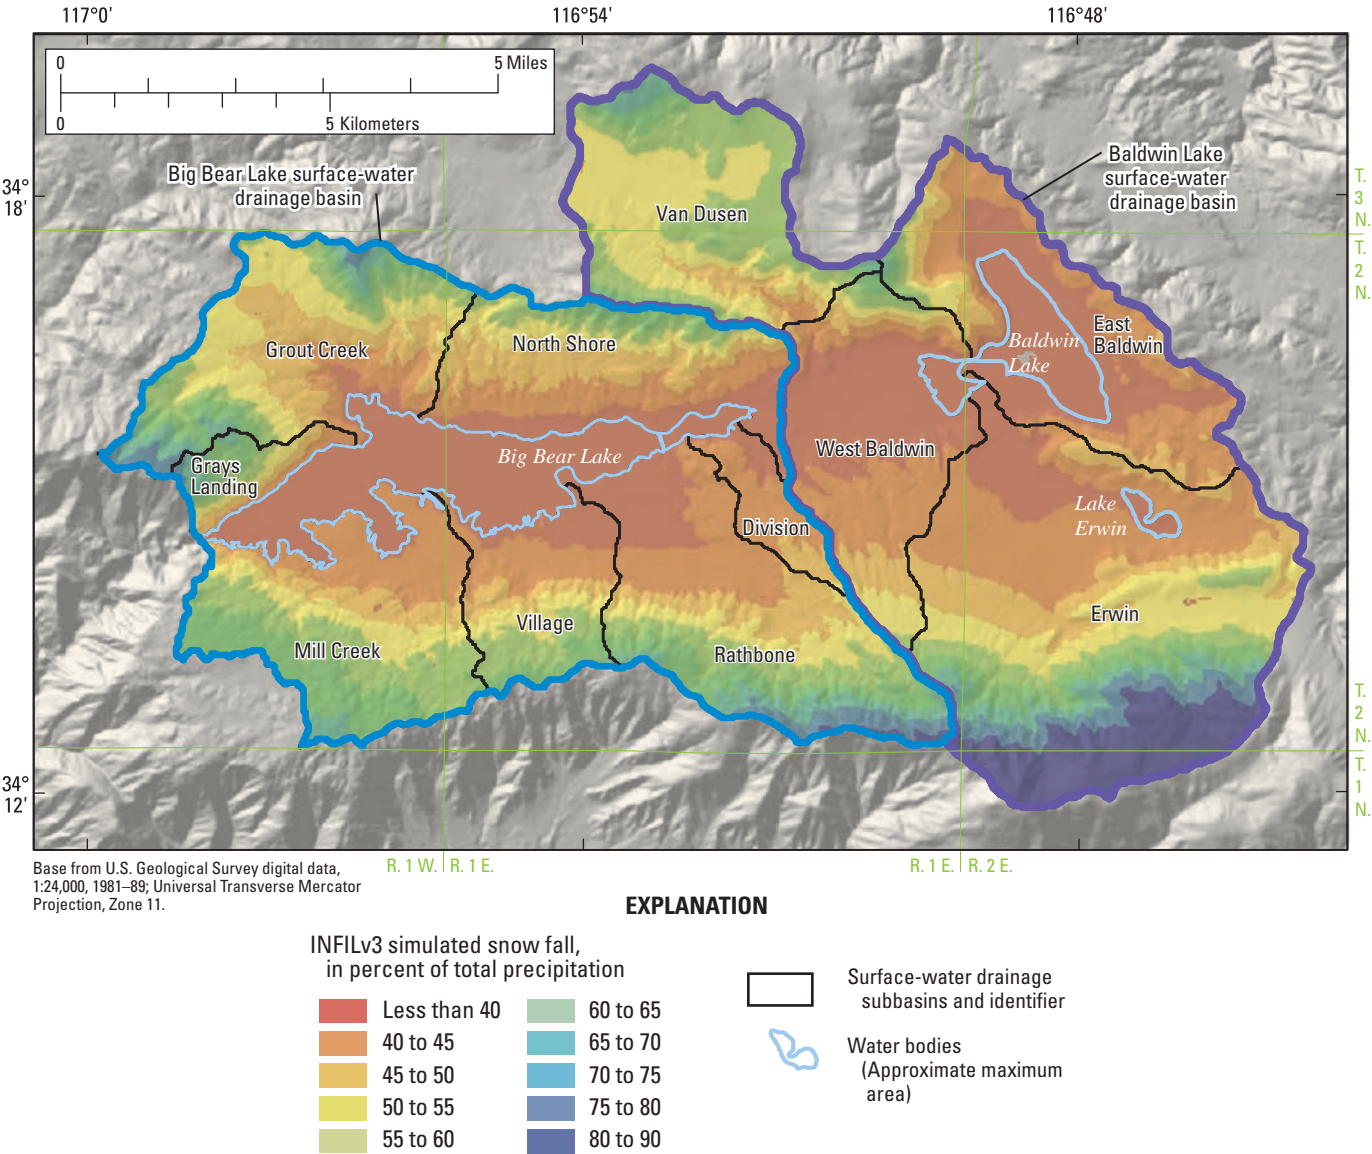 117°0'
116°54'
116°48'
0
5 Miles
0
5 Kilometers
Big Bear Lake surface-water
drainage basin
Baldwin Lake
surface-water
drainage basin
34°
18'
T.
3
N.
T.
2
N.
Van Dusen
Grout Creek
North Shore
East
Baldwin
Baldwin
Lake
Grays
Landing
Big Bear Lake
West Baldwin
Lake
Erwin
Division
Mill Creek
Village
Rathbone
Erwin
T.
2
N.
T.
1
N.
34°
12'
R. 1 W.
R. 1 E.
R. 1 E.
R. 2 E.
Base from U.S. Geological Survey digital data,
1:24,000, 1981–89; Universal Transverse Mercator
Projection, Zone 11.
EXPLANATION
INFILv3 simulated snow fall,
in percent of total precipitation
Less than 40
40 to 45
45 to 50
50 to 55
55 to 60
60 to 65
65 to 70
70 to 75
75 to 80
80 to 90
Surface-water drainage
subbasins and identifier
Water bodies
(Approximate maximum
area)